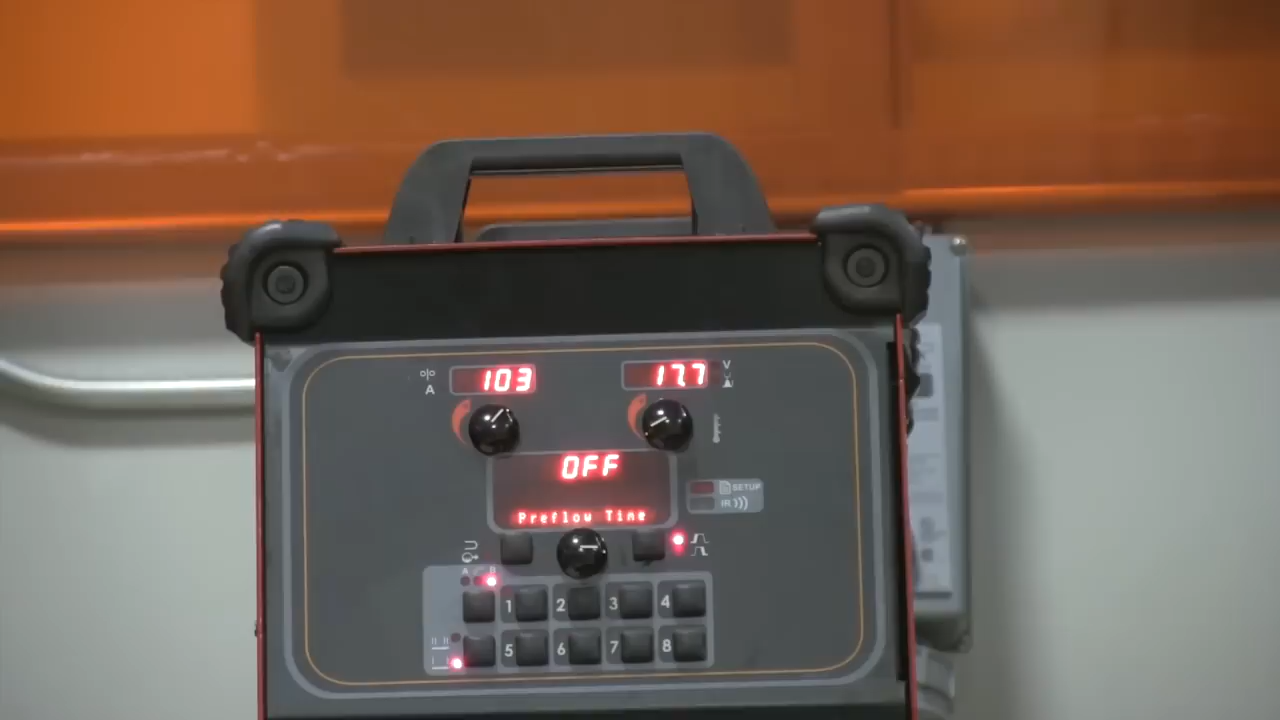 103
17.7
V
A
OFF
SETUP
IR
Preflow Time
A B
1 2 3 4
5 6 7 8